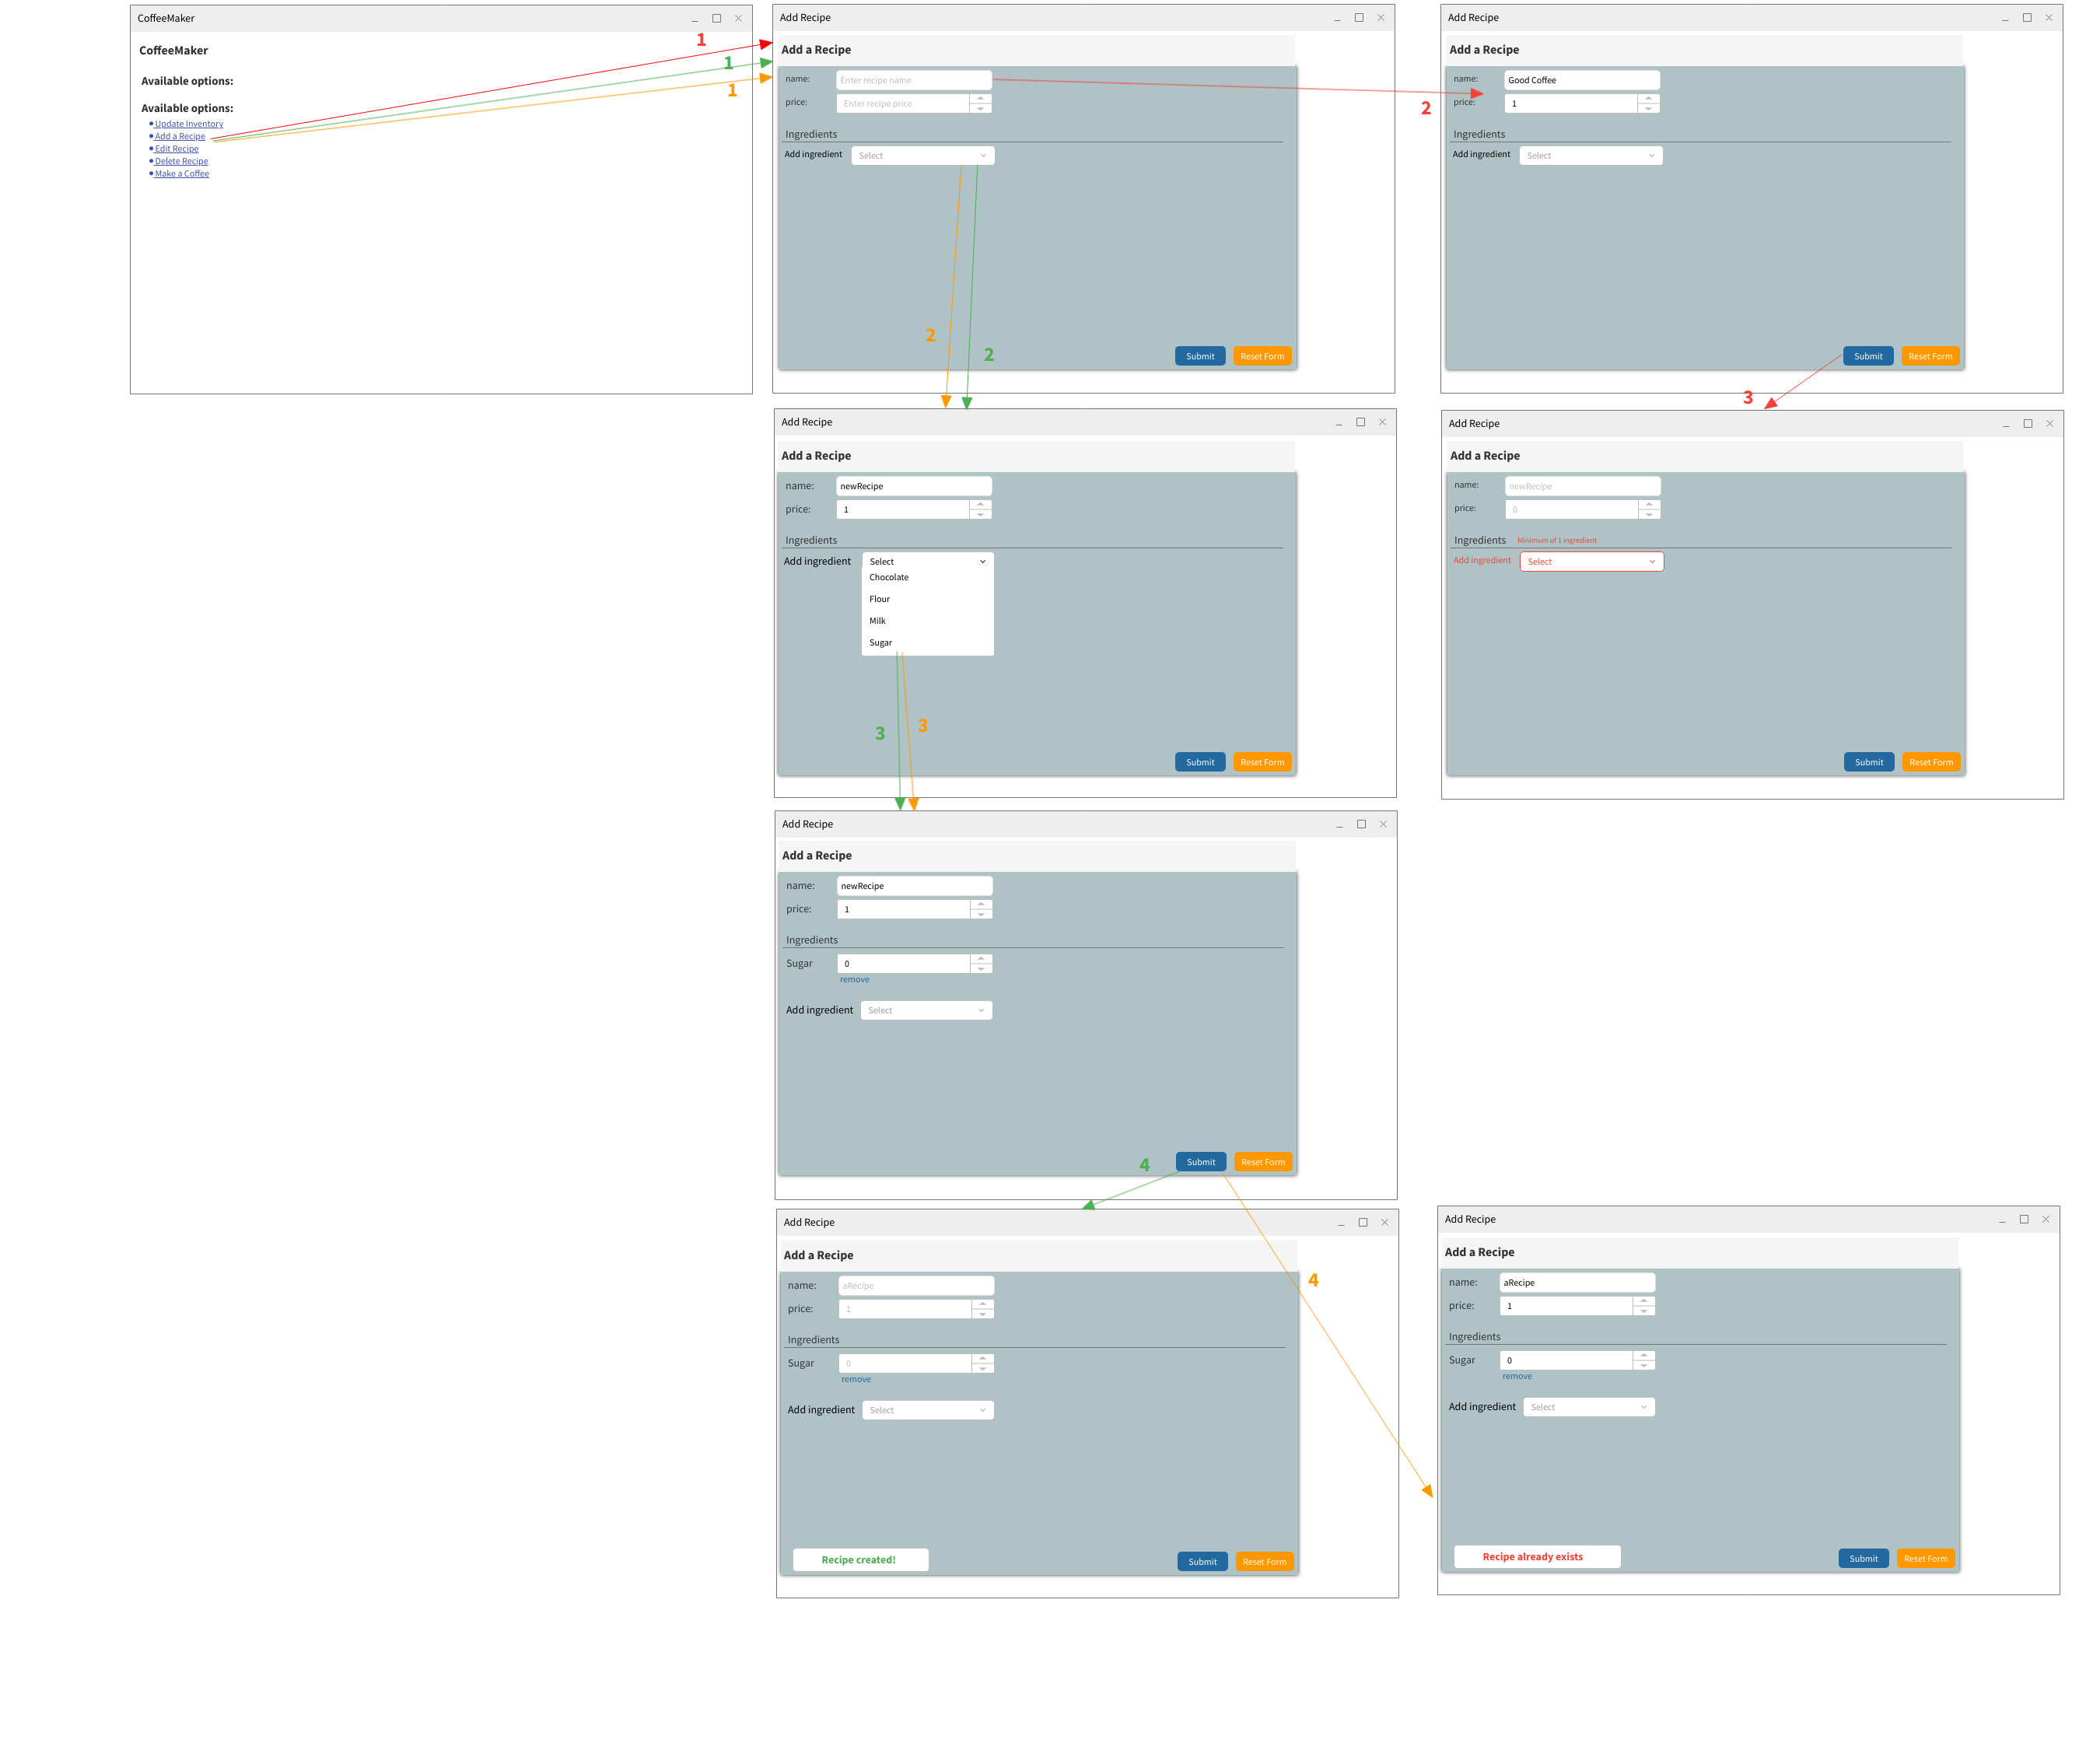 CoffeeMaker
CoffeeMaker
Available options:
Available options:
Update Inventory
Add a Recipe
Edit Recipe
Delete Recipe
Make a Coffee
1
1
1
Add Recipe
Add a Recipe
name: Enter recipe name
price: Enter recipe price
Ingredients
Add ingredient Select
Submit Reset Form
2
2
2
Add Recipe
Add a Recipe
name: Good Coffee
price: 1
Ingredients
Add ingredient Select
Submit Reset Form
3
Add Recipe
Add a Recipe
name: newRecipe
price: 1
Ingredients
Add ingredient Select
Chocolate
Flour
Milk
Sugar
3
3
Submit Reset Form
Add Recipe
Add a Recipe
name: newRecipe
price: 0
Ingredients Minimum of 1 ingredient
Add ingredient Select
Submit Reset Form
Add Recipe
Add a Recipe
name: newRecipe
price: 1
Ingredients
Sugar 0
remove
Add ingredient Select
4
Submit Reset Form
Add Recipe
Add a Recipe
name: aRecipe
price: 1
Ingredients
Sugar 0
remove
Add ingredient Select
Recipe created! Submit Reset Form
4
Add Recipe
Add a Recipe
name: aRecipe
price: 1
Ingredients
Sugar 0
remove
Add ingredient Select
Recipe already exists Submit Reset Form